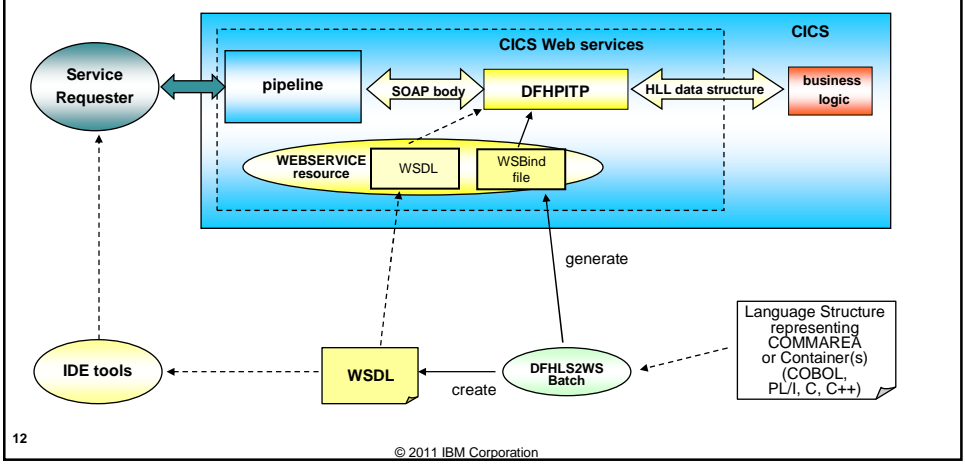 CICS
CICS Web services
Service
Requester
pipeline
SOAP body
DFHPITP
HLL data structure
business
logic
WEBSERVICE
resource
WSDL
WSBind
file
generate
Language Structure
representing
COMMAREA
or Container(s)
(COBOL,
PL/I, C, C++)
IDE tools
WSDL
create
DFHLS2WS
Batch
12
© 2011 IBM Corporation